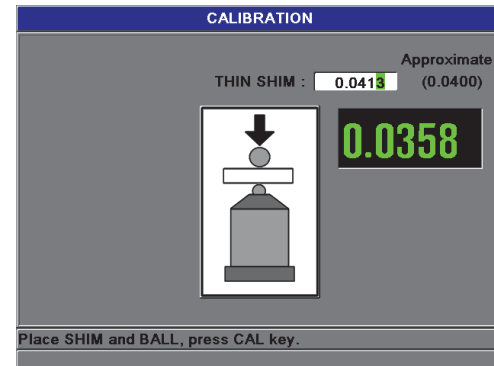 CALIBRATION
Approximate
THIN SHIM : 0.0413 (0.0400)
0.0358
Place SHIM and BALL, press CAL key.